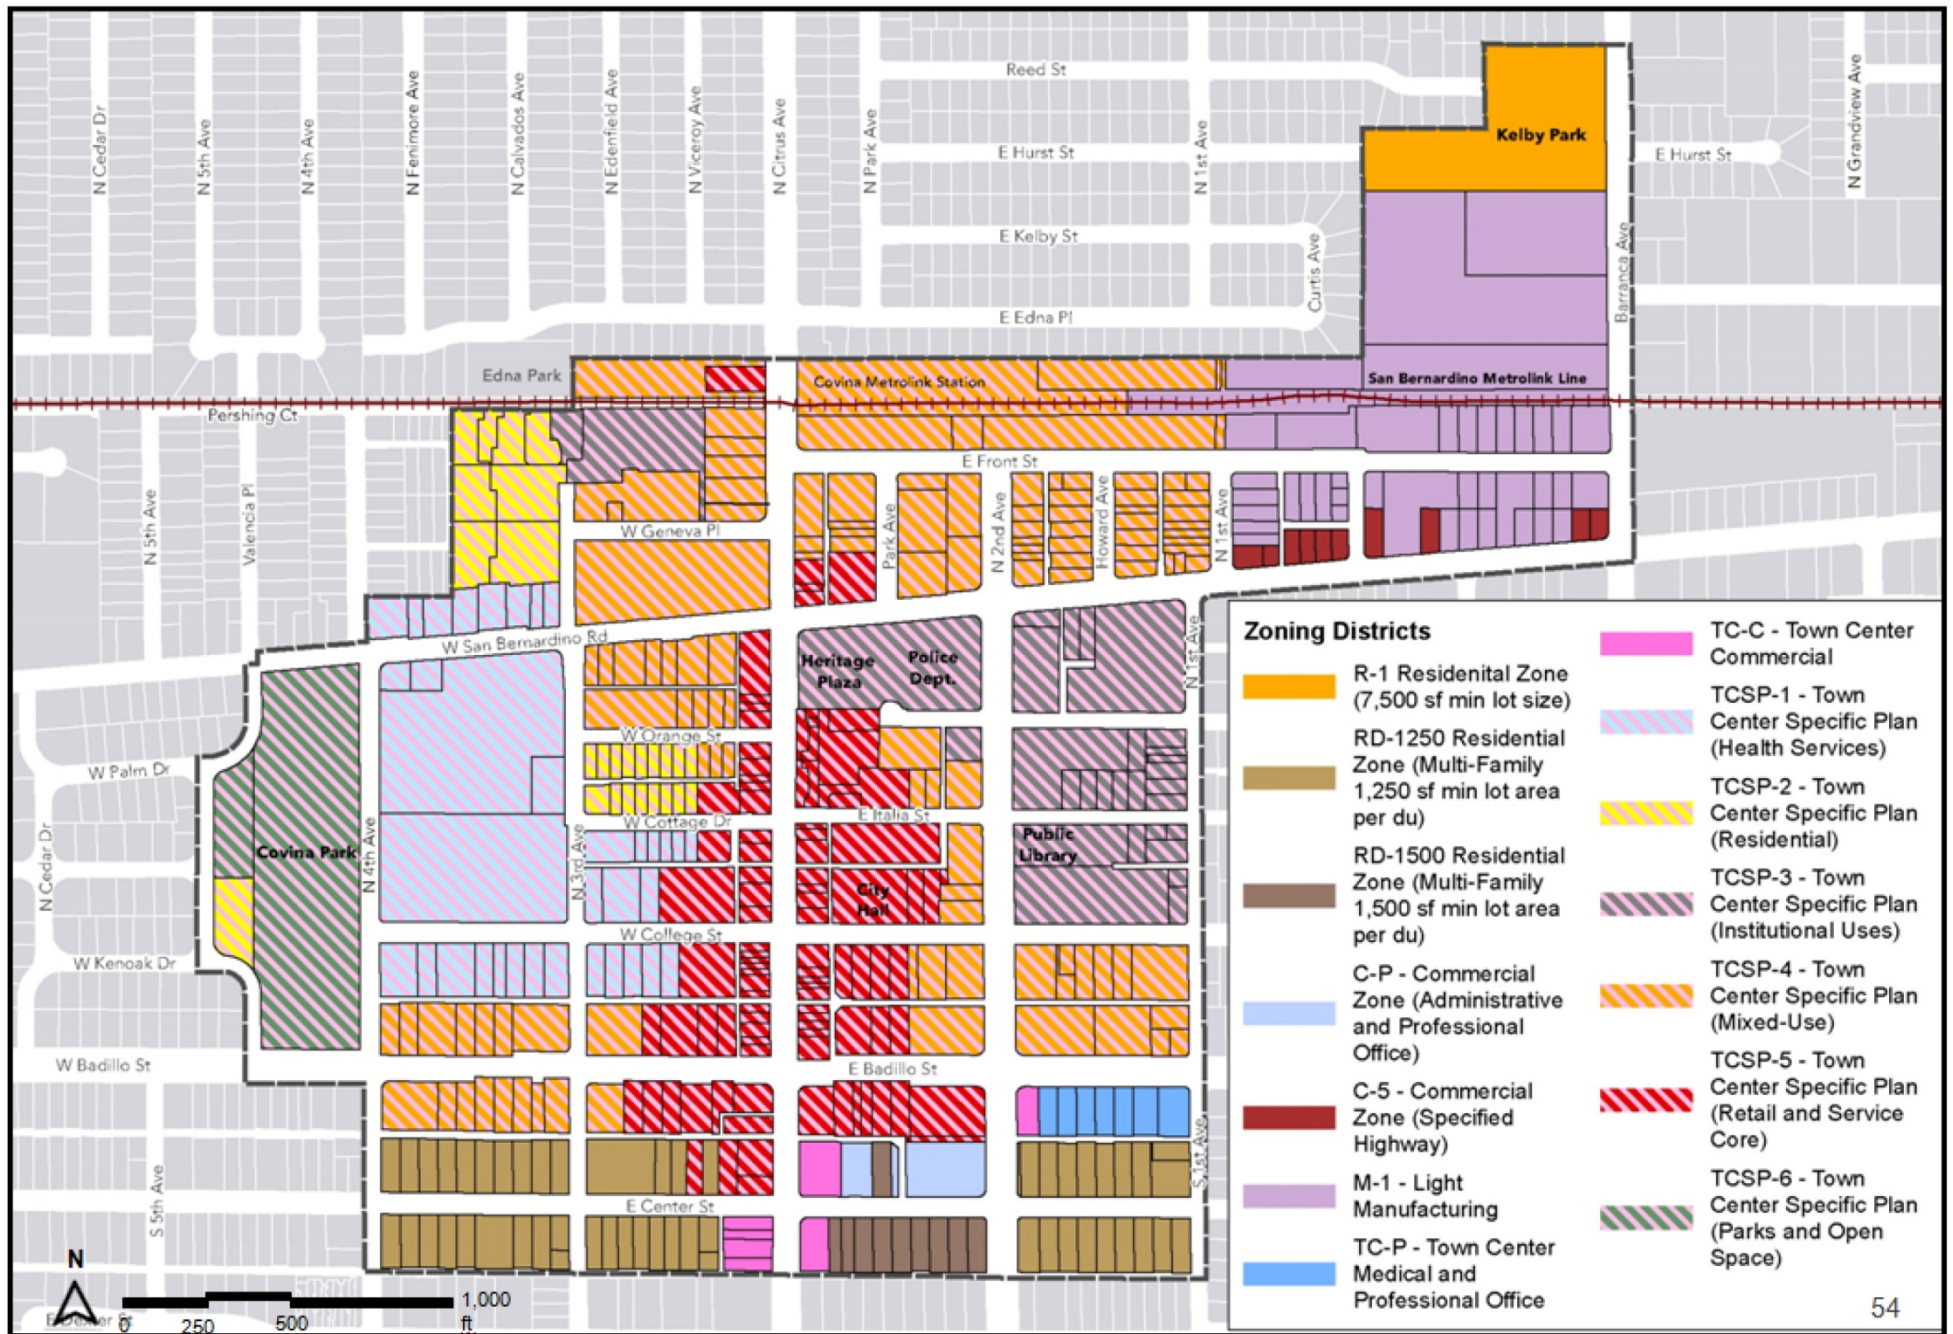 Reed St
Kelby Park
E Hurst St
E Hurst St
N Cedar Dr
N 5th Ave
N 4th Ave
N Fenimore Ave
N Calvados Ave
N Edenfield Ave
N Viceroy Ave
N Citrus Ave
N Park Ave
N 1st Ave
N Grandview Ave
E Kelby St
Curtis Ave
Barranca Ave
E Edna Pl
Edna Park
Covina Metrolink Station
San Bernardino Metrolink Line
Pershing Ct
E Front St
N 5th Ave
Valencia Pl
W Geneva Pl
Park Ave
N 2nd Ave
Howard Ave
N 1st Ave
W San Bernardino Rd
Heritage
Plaza
Police
Dept.
N 1st Ave
W Orange St
W Palm Dr
E Italia St
W Cottage Dr
Public
Library
Covina Park
N 4th Ave
N 3rd Ave
N Cedar Dr
City
Hall
W College St
W Kenoak Dr
W Badillo St
E Badillo St
S 5th Ave
S 1st Ave
E Center St
N
E Dexter St
0
250
500
1,000
ft
Zoning Districts
R-1 Residenital Zone
(7,500 sf min lot size)
RD-1250 Residential
Zone (Multi-Family
1,250 sf min lot area
per du)
RD-1500 Residential
Zone (Multi-Family
1,500 sf min lot area
per du)
C-P - Commercial
Zone (Administrative
and Professional
Office)
C-5 - Commercial
Zone (Specified
Highway)
M-1 - Light
Manufacturing
TC-P - Town Center
Medical and
Professional Office
TC-C - Town Center
Commercial
TCSP-1 - Town
Center Specific Plan
(Health Services)
TCSP-2 - Town
Center Specific Plan
(Residential)
TCSP-3 - Town
Center Specific Plan
(Institutional Uses)
TCSP-4 - Town
Center Specific Plan
(Mixed-Use)
TCSP-5 - Town
Center Specific Plan
(Retail and Service
Core)
TCSP-6 - Town
Center Specific Plan
(Parks and Open
Space)
54